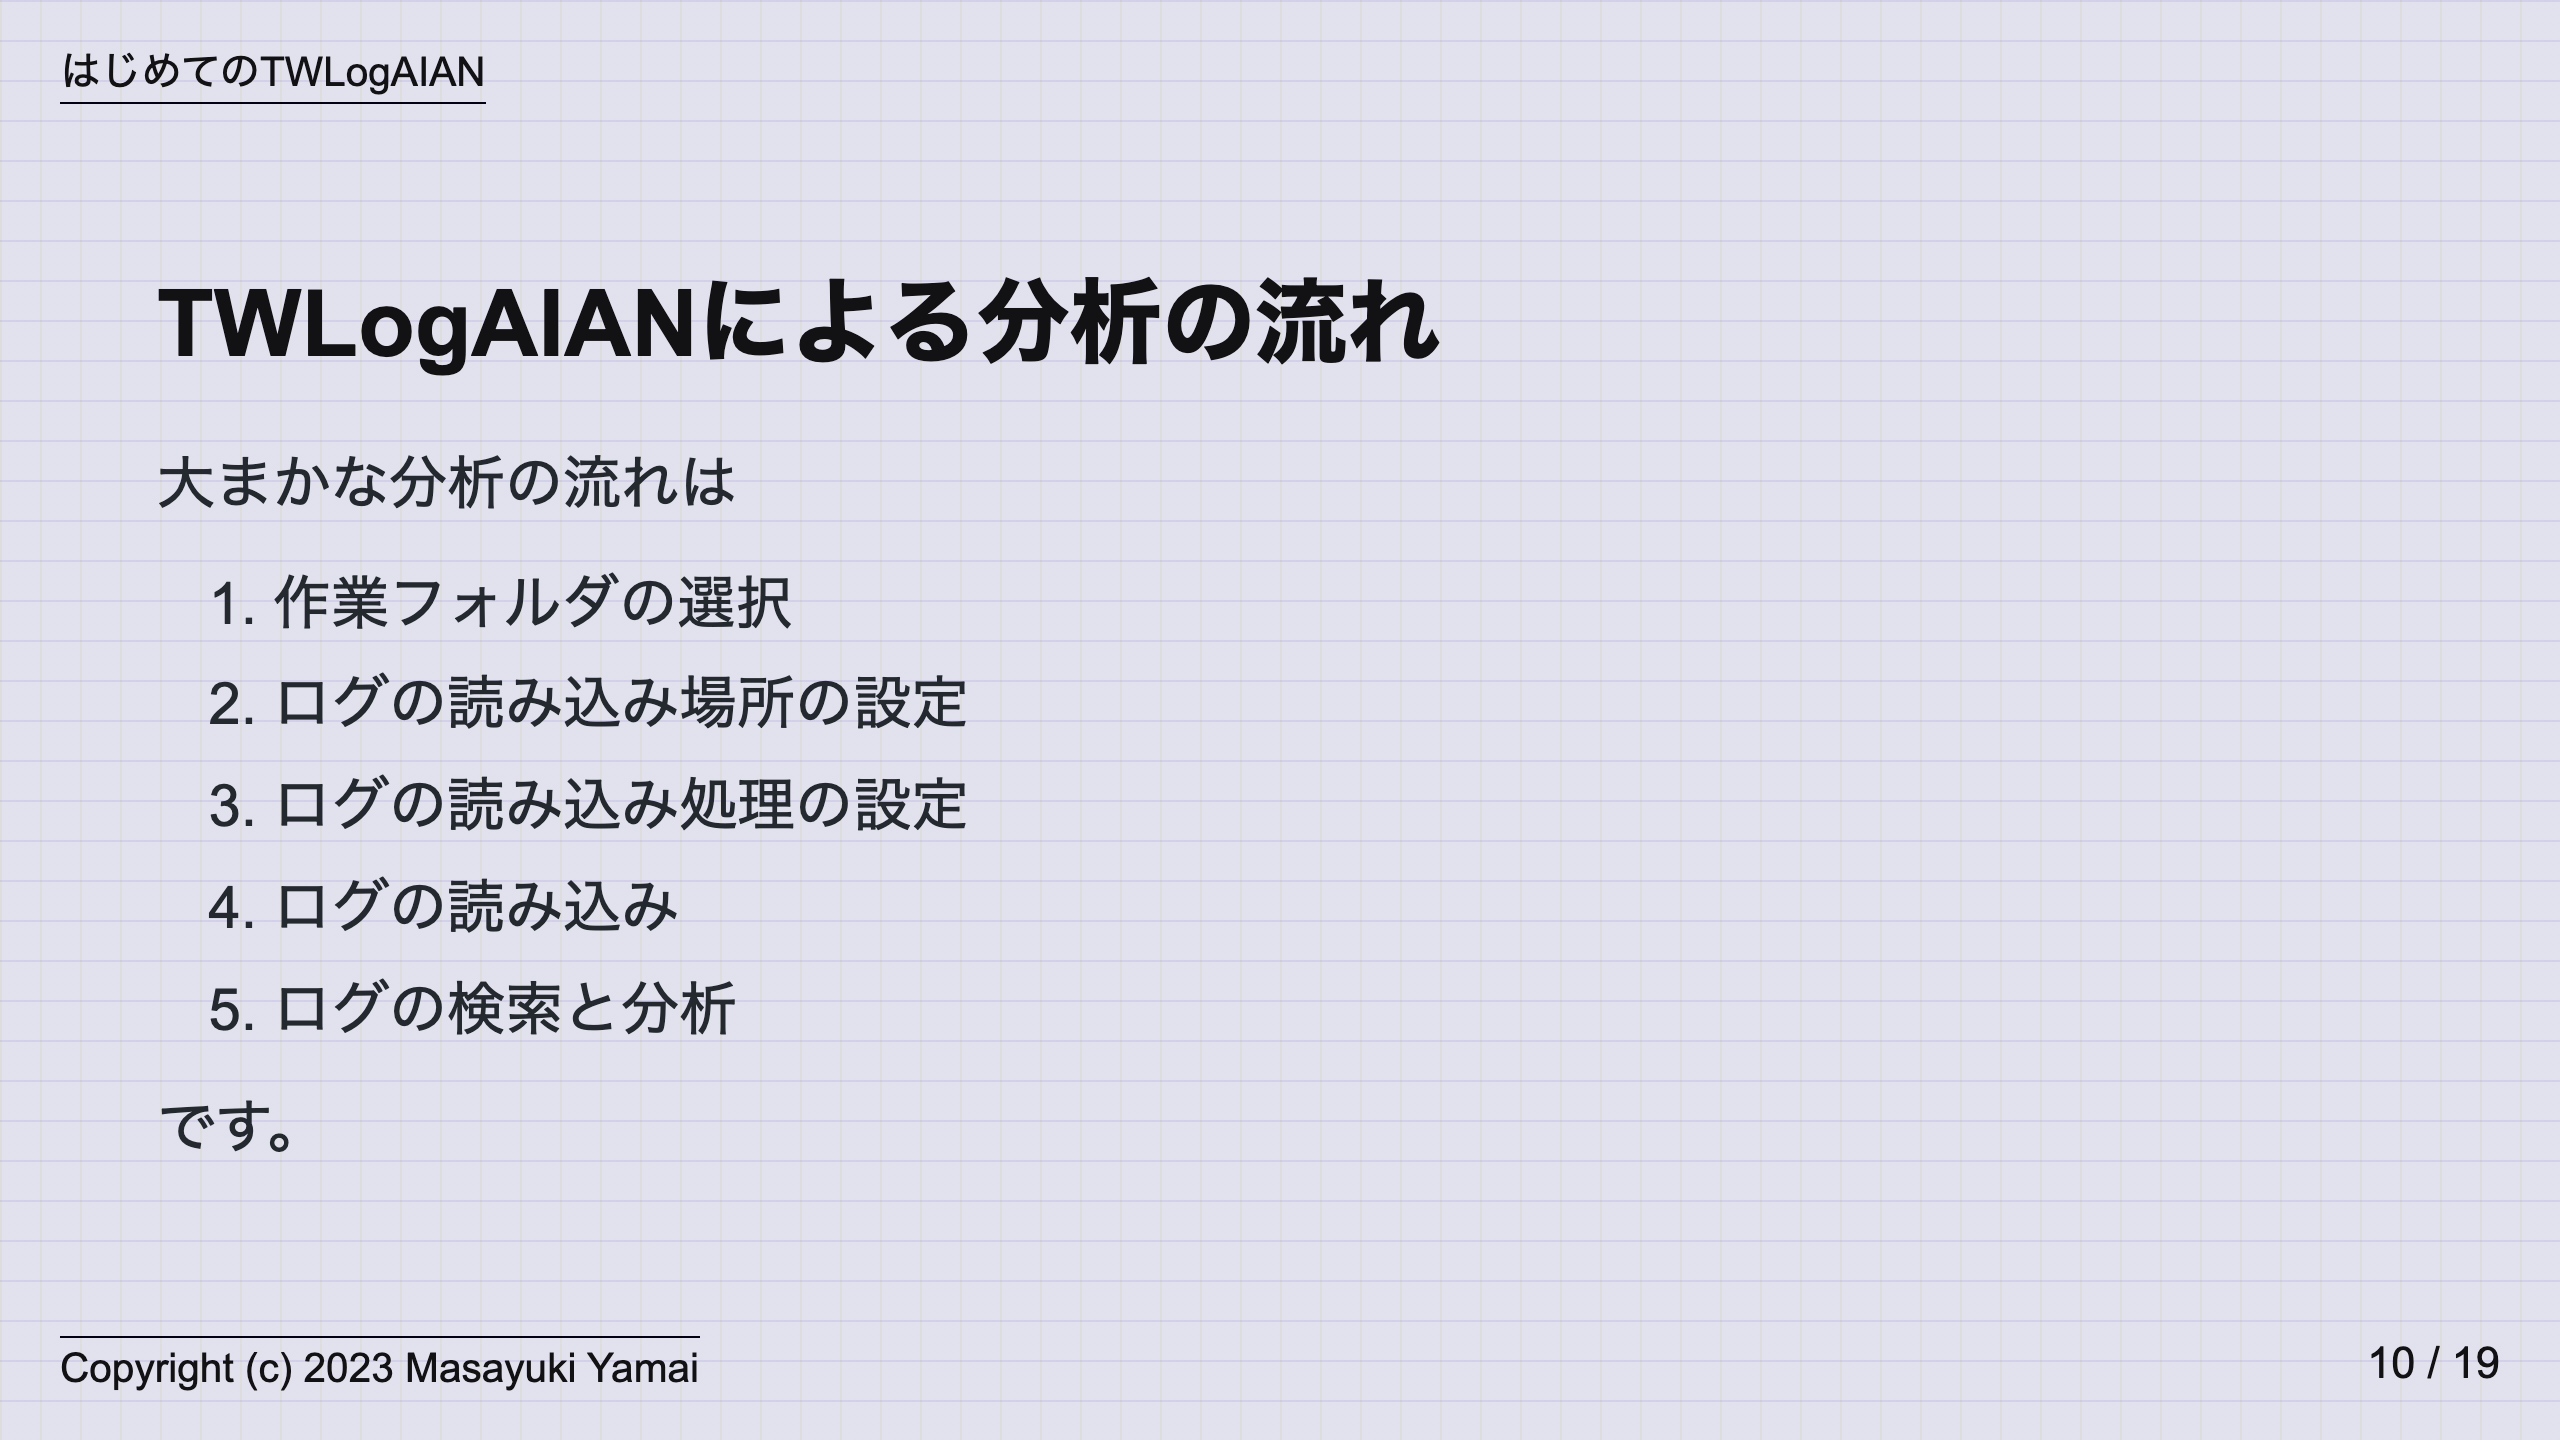 はじめてのTWLogAIAN
TWLogAIANによる分析の流れ
大まかな分析の流れは
1. 作業フォルダの選択
2. ログの読み込み場所の設定
3. ログの読み込み処理の設定
4. ログの読み込み
5. ログの検索と分析
です。
Copyright (c) 2023 Masayuki Yamai
10 / 19